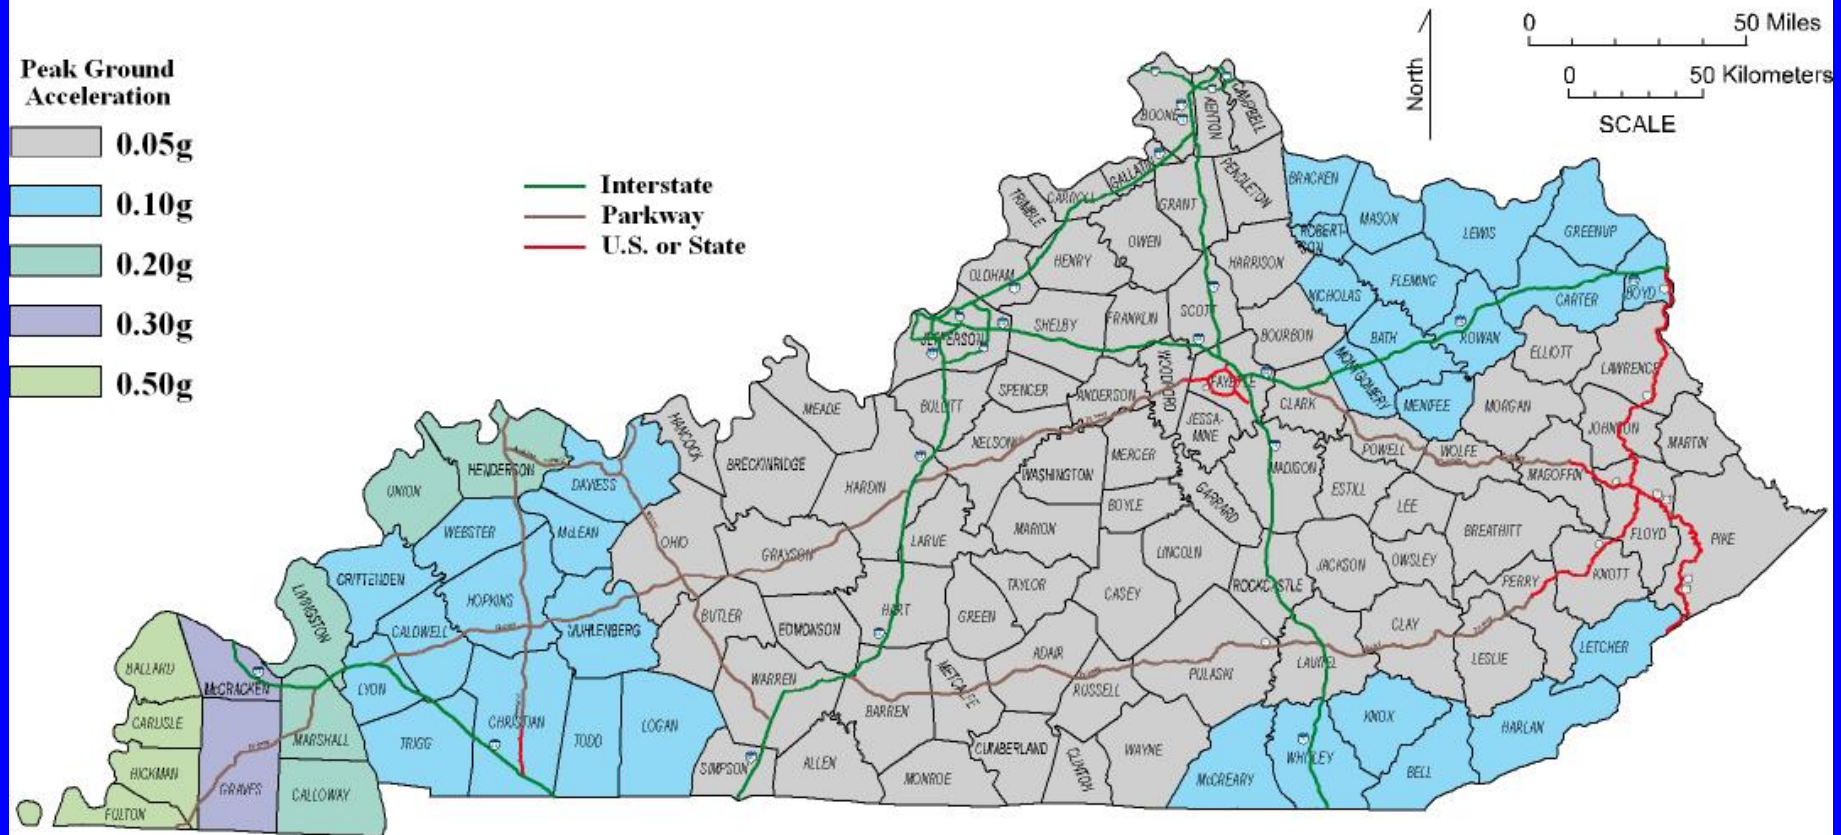 Peak Ground
Acceleration
0.05g
0.10g
0.20g
0.30g
0.50g
Interstate
Parkway
U.S. or State
North
0 50 Miles
0 50 Kilometers
SCALE
BOONE
KENTON
CAMPBELL
GALLATIN
CARROLL
TRIMBLE
GRANT
PENDLETON
BRACKEN
MASON
ROBERT-
SON
LEWIS
GREENUP
OWEN
HENRY
OLDHAM
HARRISON
NICHOLAS
FLEMING
CARTER
BOYD
SHELBY
FRANKLIN
SCOTT
BOURBON
BATH
ROWAN
ELLIOTT
LAWRENCE
JEFFERSON
WOODFORD
FAYETTE
MONTGOMERY
MENIFEE
MORGAN
SPENCER
ANDERSON
CLARK
BULLITT
MEADE
JESSA-
MINE
JOHNSON
MARTIN
HANCOCK
BRECKINRIDGE
NELSON
MERCER
POWELL
WOLFE
MAGOFFIN
WASHINGTON
MADISON
HENDERSON
UNION
DAVIESS
HARDIN
BOYLE
GARRARD
ESTILL
LEE
BREATHITT
FLOYD
PIKE
WEBSTER
McLEAN
OHIO
GRAYSON
LARUE
MARION
LINCOLN
JACKSON
OWSLEY
KNOTT
PERRY
CRITTENDEN
LIVINGSTON
HOPKINS
CALDWELL
MUHLENBERG
BUTLER
EDMONSON
HART
GREEN
TAYLOR
CASEY
ROCKCASTLE
CLAY
LESLIE
LETCHER
BALLARD
McCRACKEN
LYON
WARREN
BARREN
METCALFE
ADAIR
RUSSELL
PULASKI
LAUREL
KNOX
HARLAN
CARLISLE
MARSHALL
TRIGG
CHRISTIAN
TODD
LOGAN
HICKMAN
GRAVES
CALLOWAY
FULTON
SIMPSON
ALLEN
MONROE
CUMBERLAND
CLINTON
WAYNE
McCREARY
WHITLEY
BELL